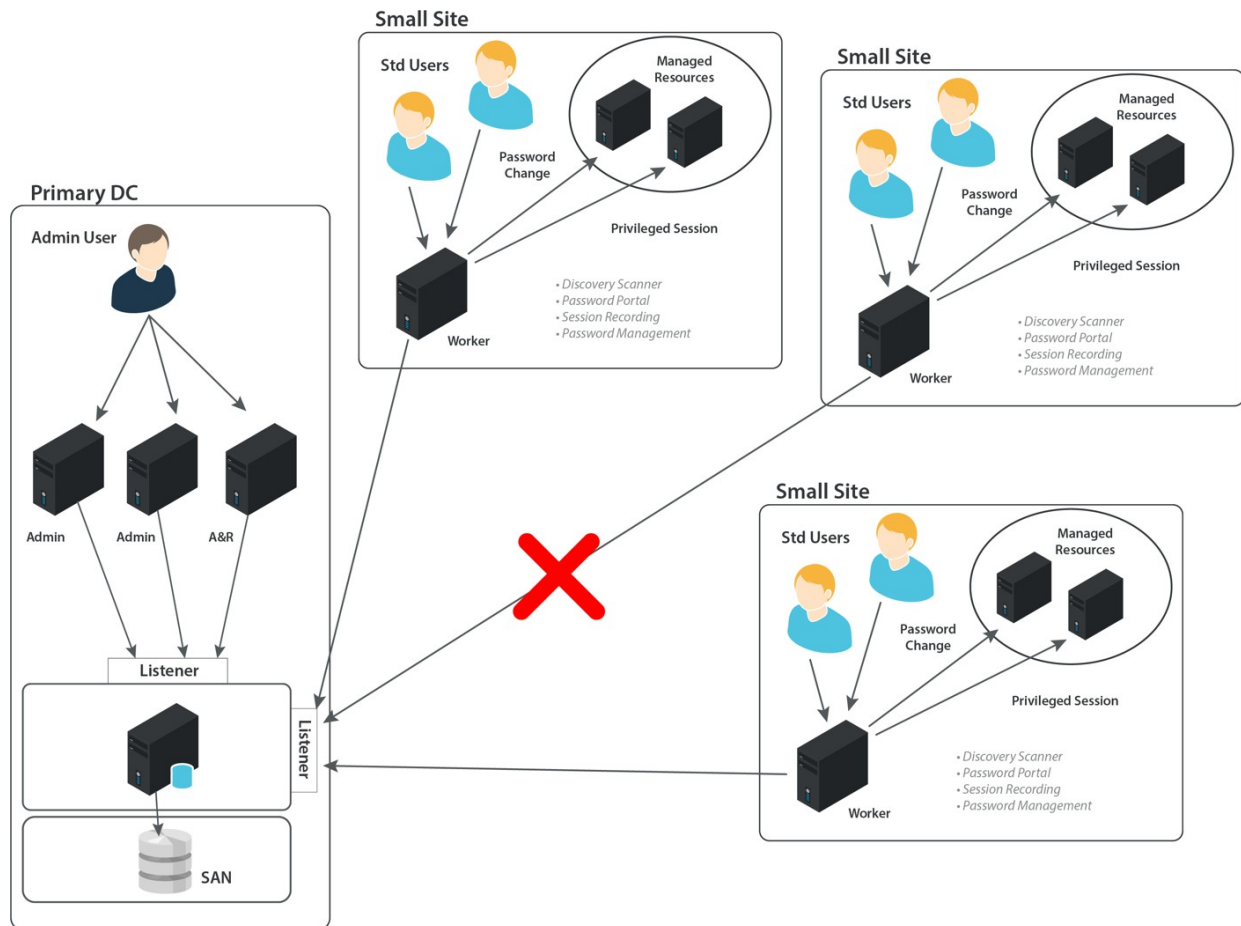 Small Site
Std Users
Managed
Resources
Password
Change
Privileged Session
Worker
• Discovery Scanner
• Password Portal
• Session Recording
• Password Management
Small Site
Std Users
Managed
Resources
Password
Change
Privileged Session
Worker
• Discovery Scanner
• Password Portal
• Session Recording
• Password Management
Primary DC
Admin User
Admin
Admin
A&R
Listener
Listener
SAN
Small Site
Std Users
Managed
Resources
Password
Change
Privileged Session
Worker
• Discovery Scanner
• Password Portal
• Session Recording
• Password Management